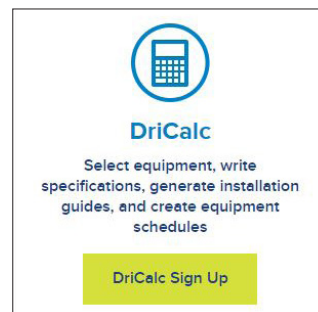 DriCalc
Select equipment, write
specifications, generate installation
guides, and create equipment
schedules
DriCalc Sign Up